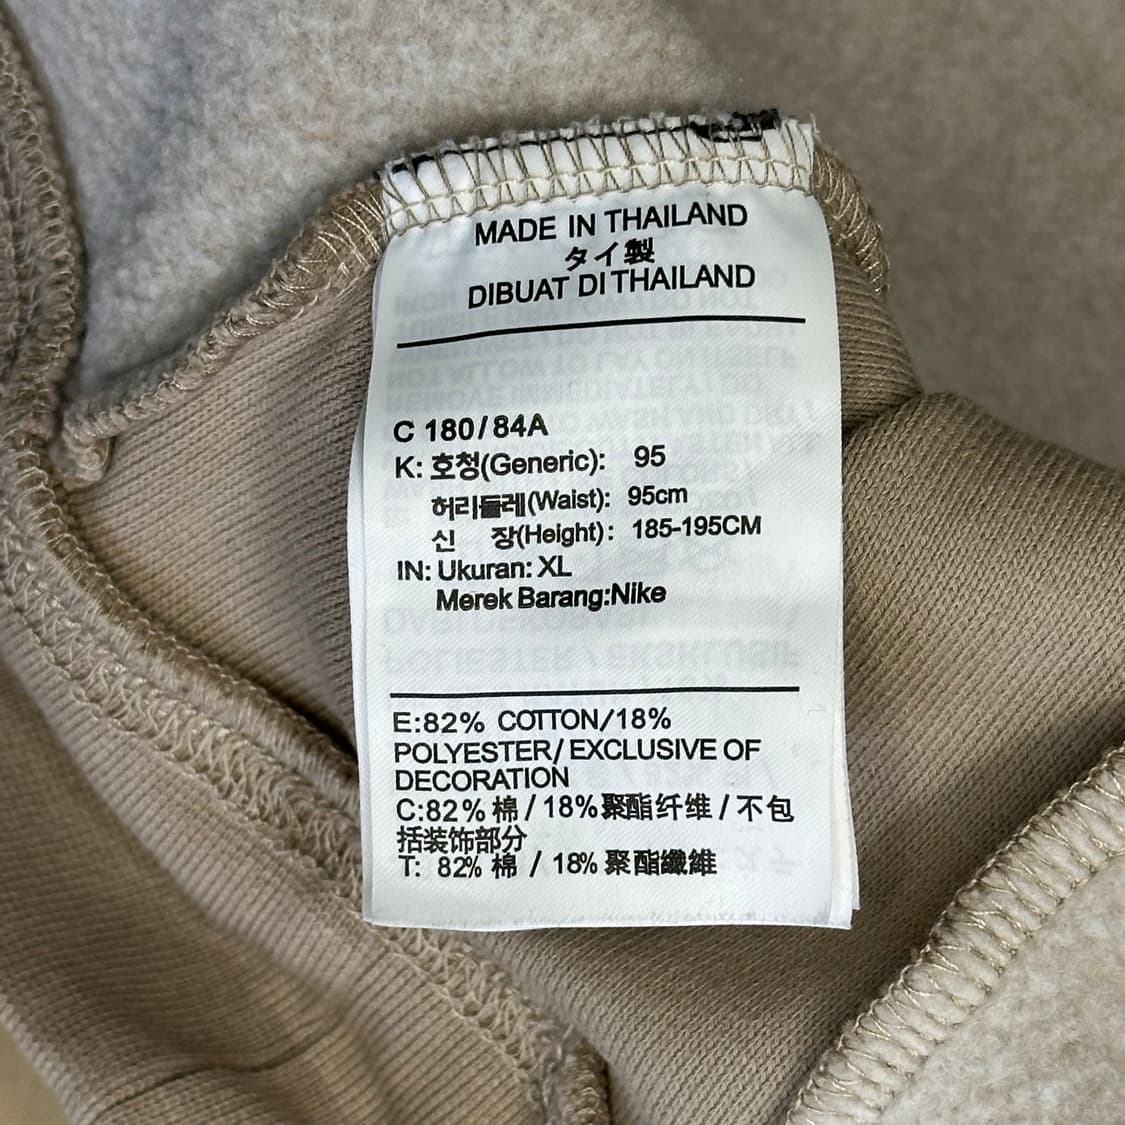 MADE IN THAILAND
タイ製
DIBUAT DI THAILAND
C 180/84A
K: 호칭(Generic): 95
허리둘레(Waist): 95cm
신 장(Height): 185-195CM
IN: Ukuran: XL
Merek Barang:Nike
E:82% COTTON/18%
POLYESTER/ EXCLUSIVE OF
DECORATION
C:82% 棉 / 18%聚酯纤维 / 不包
括装饰部分
T: 82% 棉 / 18% 聚酯纖維